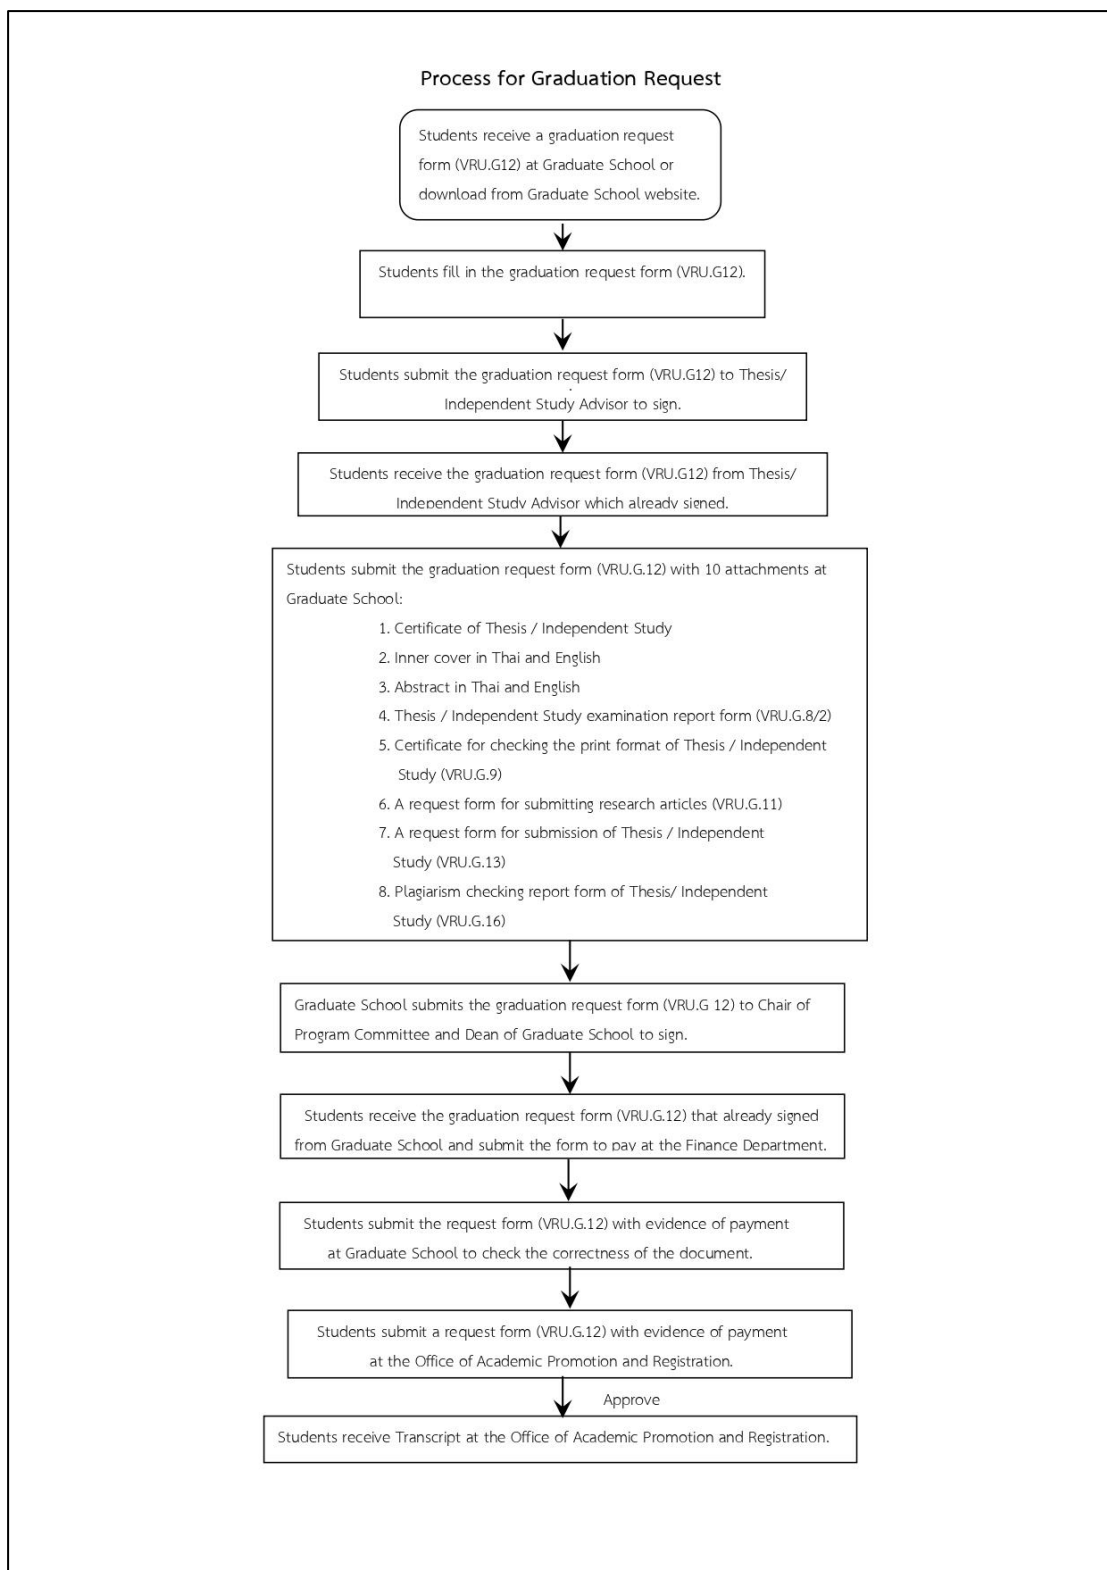 Process for Graduation Request
Students receive a graduation request
form (VRU.G12) at Graduate School or
download from Graduate School website.
Students fill in the graduation request form (VRU.G12).
Students submit the graduation request form (VRU.G12) to Thesis/
Independent Study Advisor to sign.
Students receive the graduation request form (VRU.G12) from Thesis/
Independent Study Advisor which already signed.
Students submit the graduation request form (VRU.G.12) with 10 attachments at
Graduate School:
1. Certificate of Thesis / Independent Study
2. Inner cover in Thai and English
3. Abstract in Thai and English
4. Thesis / Independent Study examination report form (VRU.G.8/2)
5. Certificate for checking the print format of Thesis / Independent
Study (VRU.G.9)
6. A request form for submitting research articles (VRU.G.11)
7. A request form for submission of Thesis / Independent
Study (VRU.G.13)
8. Plagiarism checking report form of Thesis/ Independent
Study (VRU.G.16)
Graduate School submits the graduation request form (VRU.G 12) to Chair of
Program Committee and Dean of Graduate School to sign.
Students receive the graduation request form (VRU.G.12) that already signed
from Graduate School and submit the form to pay at the Finance Department.
Students submit the request form (VRU.G.12) with evidence of payment
at Graduate School to check the correctness of the document.
Students submit a request form (VRU.G.12) with evidence of payment
at the Office of Academic Promotion and Registration.
Approve
Students receive Transcript at the Office of Academic Promotion and Registration.